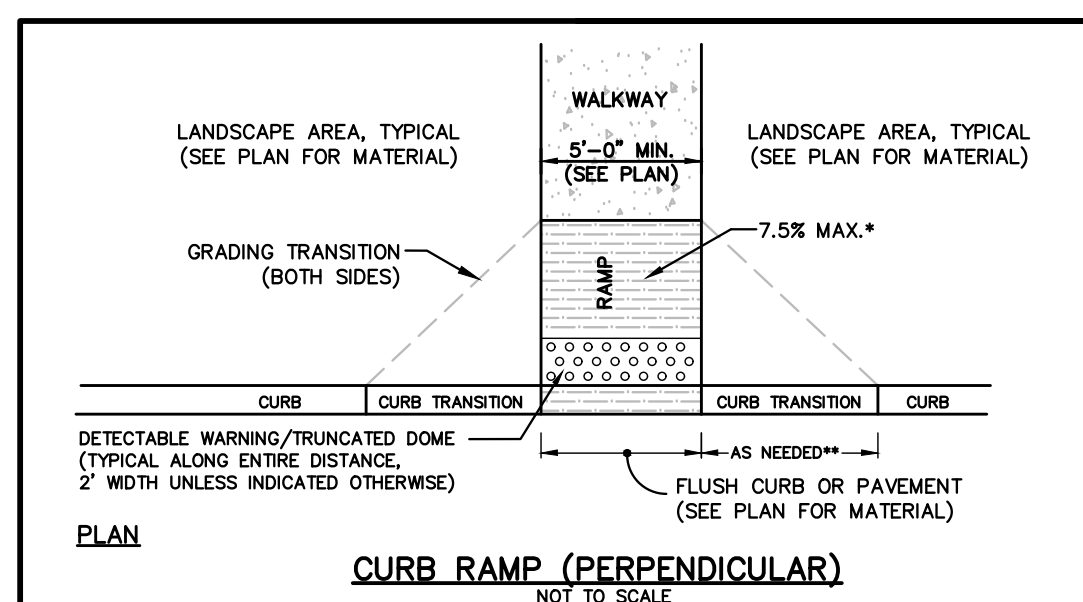 WALKWAY
5'-0" MIN.
(SEE PLAN)
LANDSCAPE AREA, TYPICAL
(SEE PLAN FOR MATERIAL)
LANDSCAPE AREA, TYPICAL
(SEE PLAN FOR MATERIAL)
GRADING TRANSITION
(BOTH SIDES)
7.5% MAX.*
RAMP
CURB
CURB TRANSITION
CURB TRANSITION
CURB
DETECTABLE WARNING/TRUNCATED DOME
(TYPICAL ALONG ENTIRE DISTANCE,
2' WIDTH UNLESS INDICATED OTHERWISE)
AS NEEDED**
FLUSH CURB OR PAVEMENT
(SEE PLAN FOR MATERIAL)
PLAN
CURB RAMP (PERPENDICULAR)
NOT TO SCALE